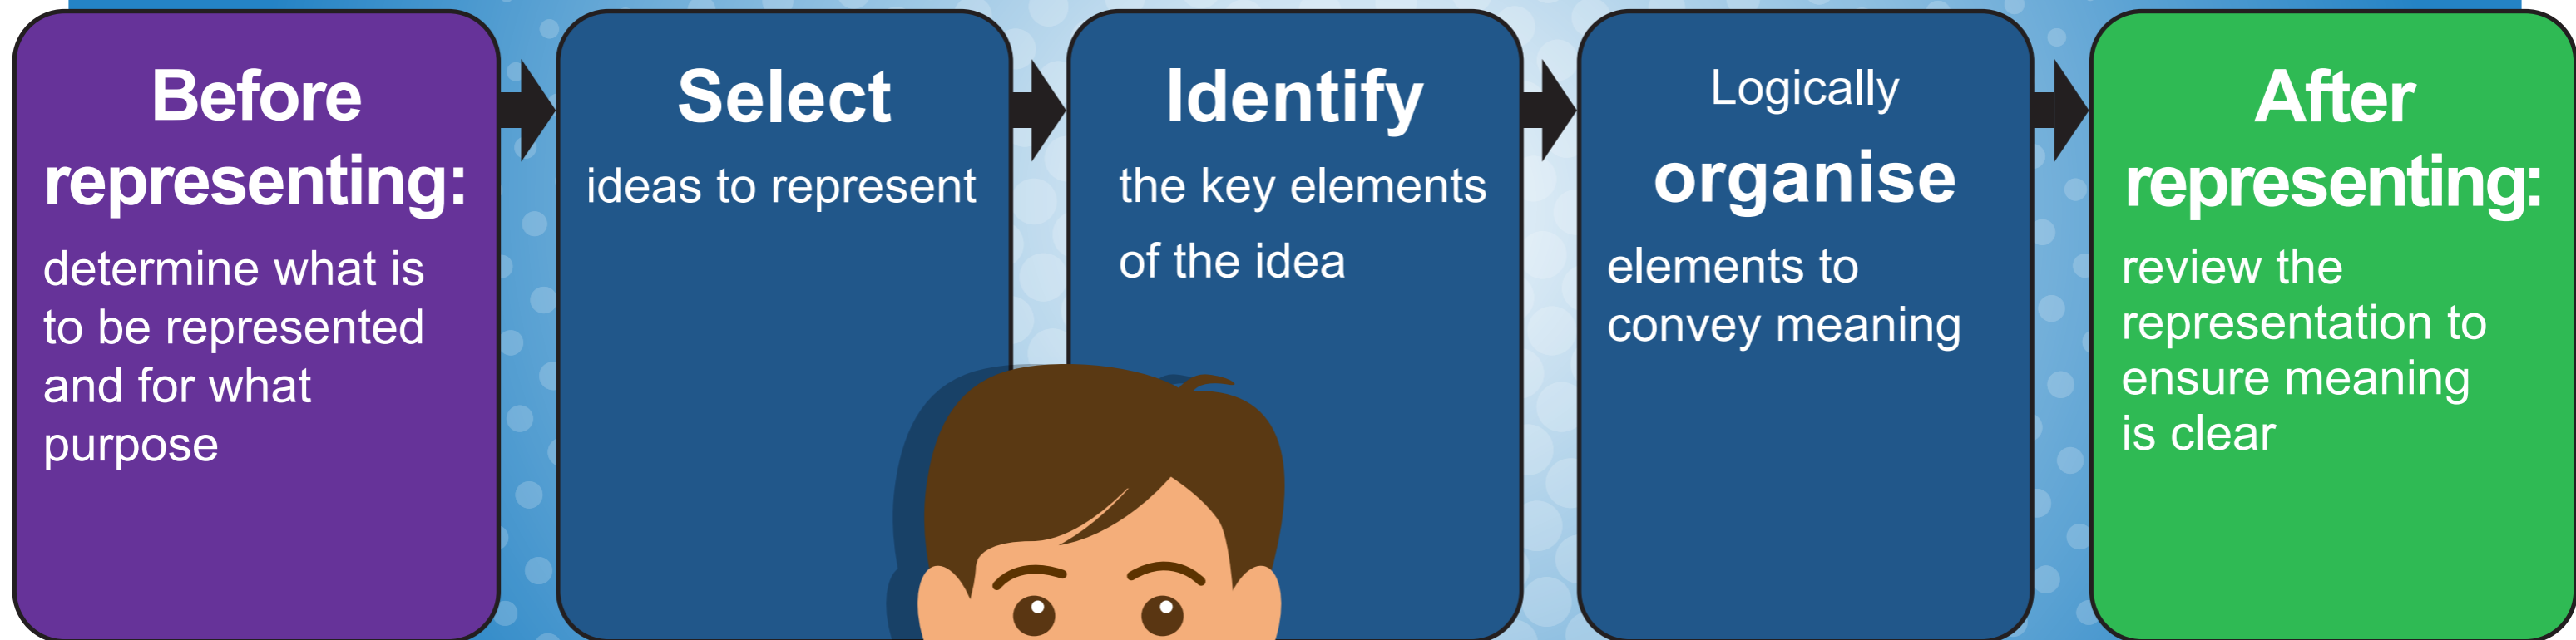 Before
representing:
determine what is
to be represented
and for what
purpose
Select
ideas to represent
Identify
the key elements
of the idea
Logically
organise
elements to
convey meaning
After
representing:
review the
representation to
ensure meaning
is clear